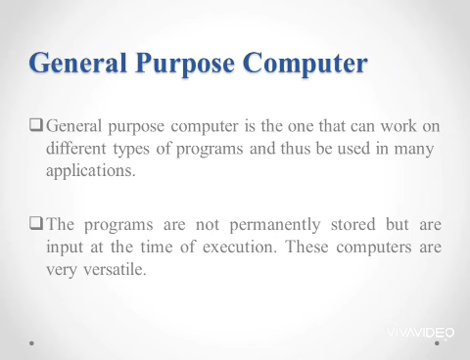 General Purpose Computer
General purpose computer is the one that can work on
different types of programs and thus be used in many
applications.
The programs are not permanently stored but are
input at the time of execution. These computers are
very versatile.
VIVAVIDEO